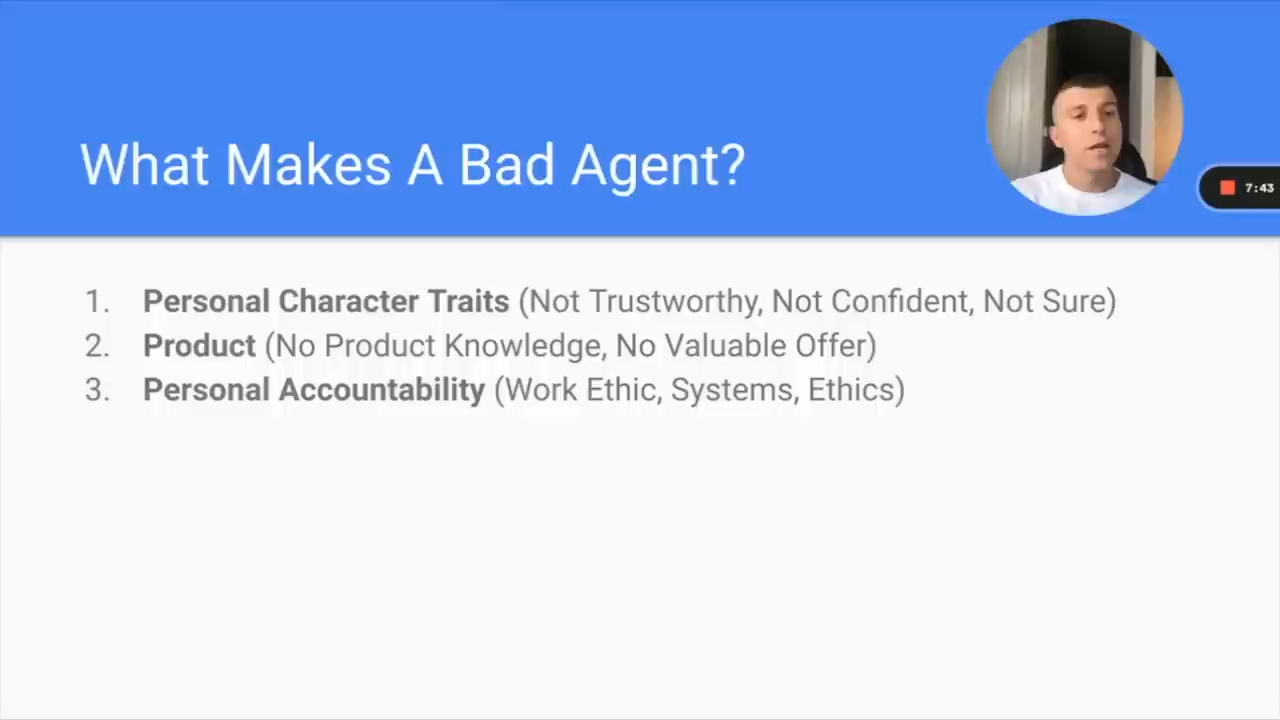 What Makes A Bad Agent?
7:43
1. Personal Character Traits (Not Trustworthy, Not Confident, Not Sure)
2. Product (No Product Knowledge, No Valuable Offer)
3. Personal Accountability (Work Ethic, Systems, Ethics)